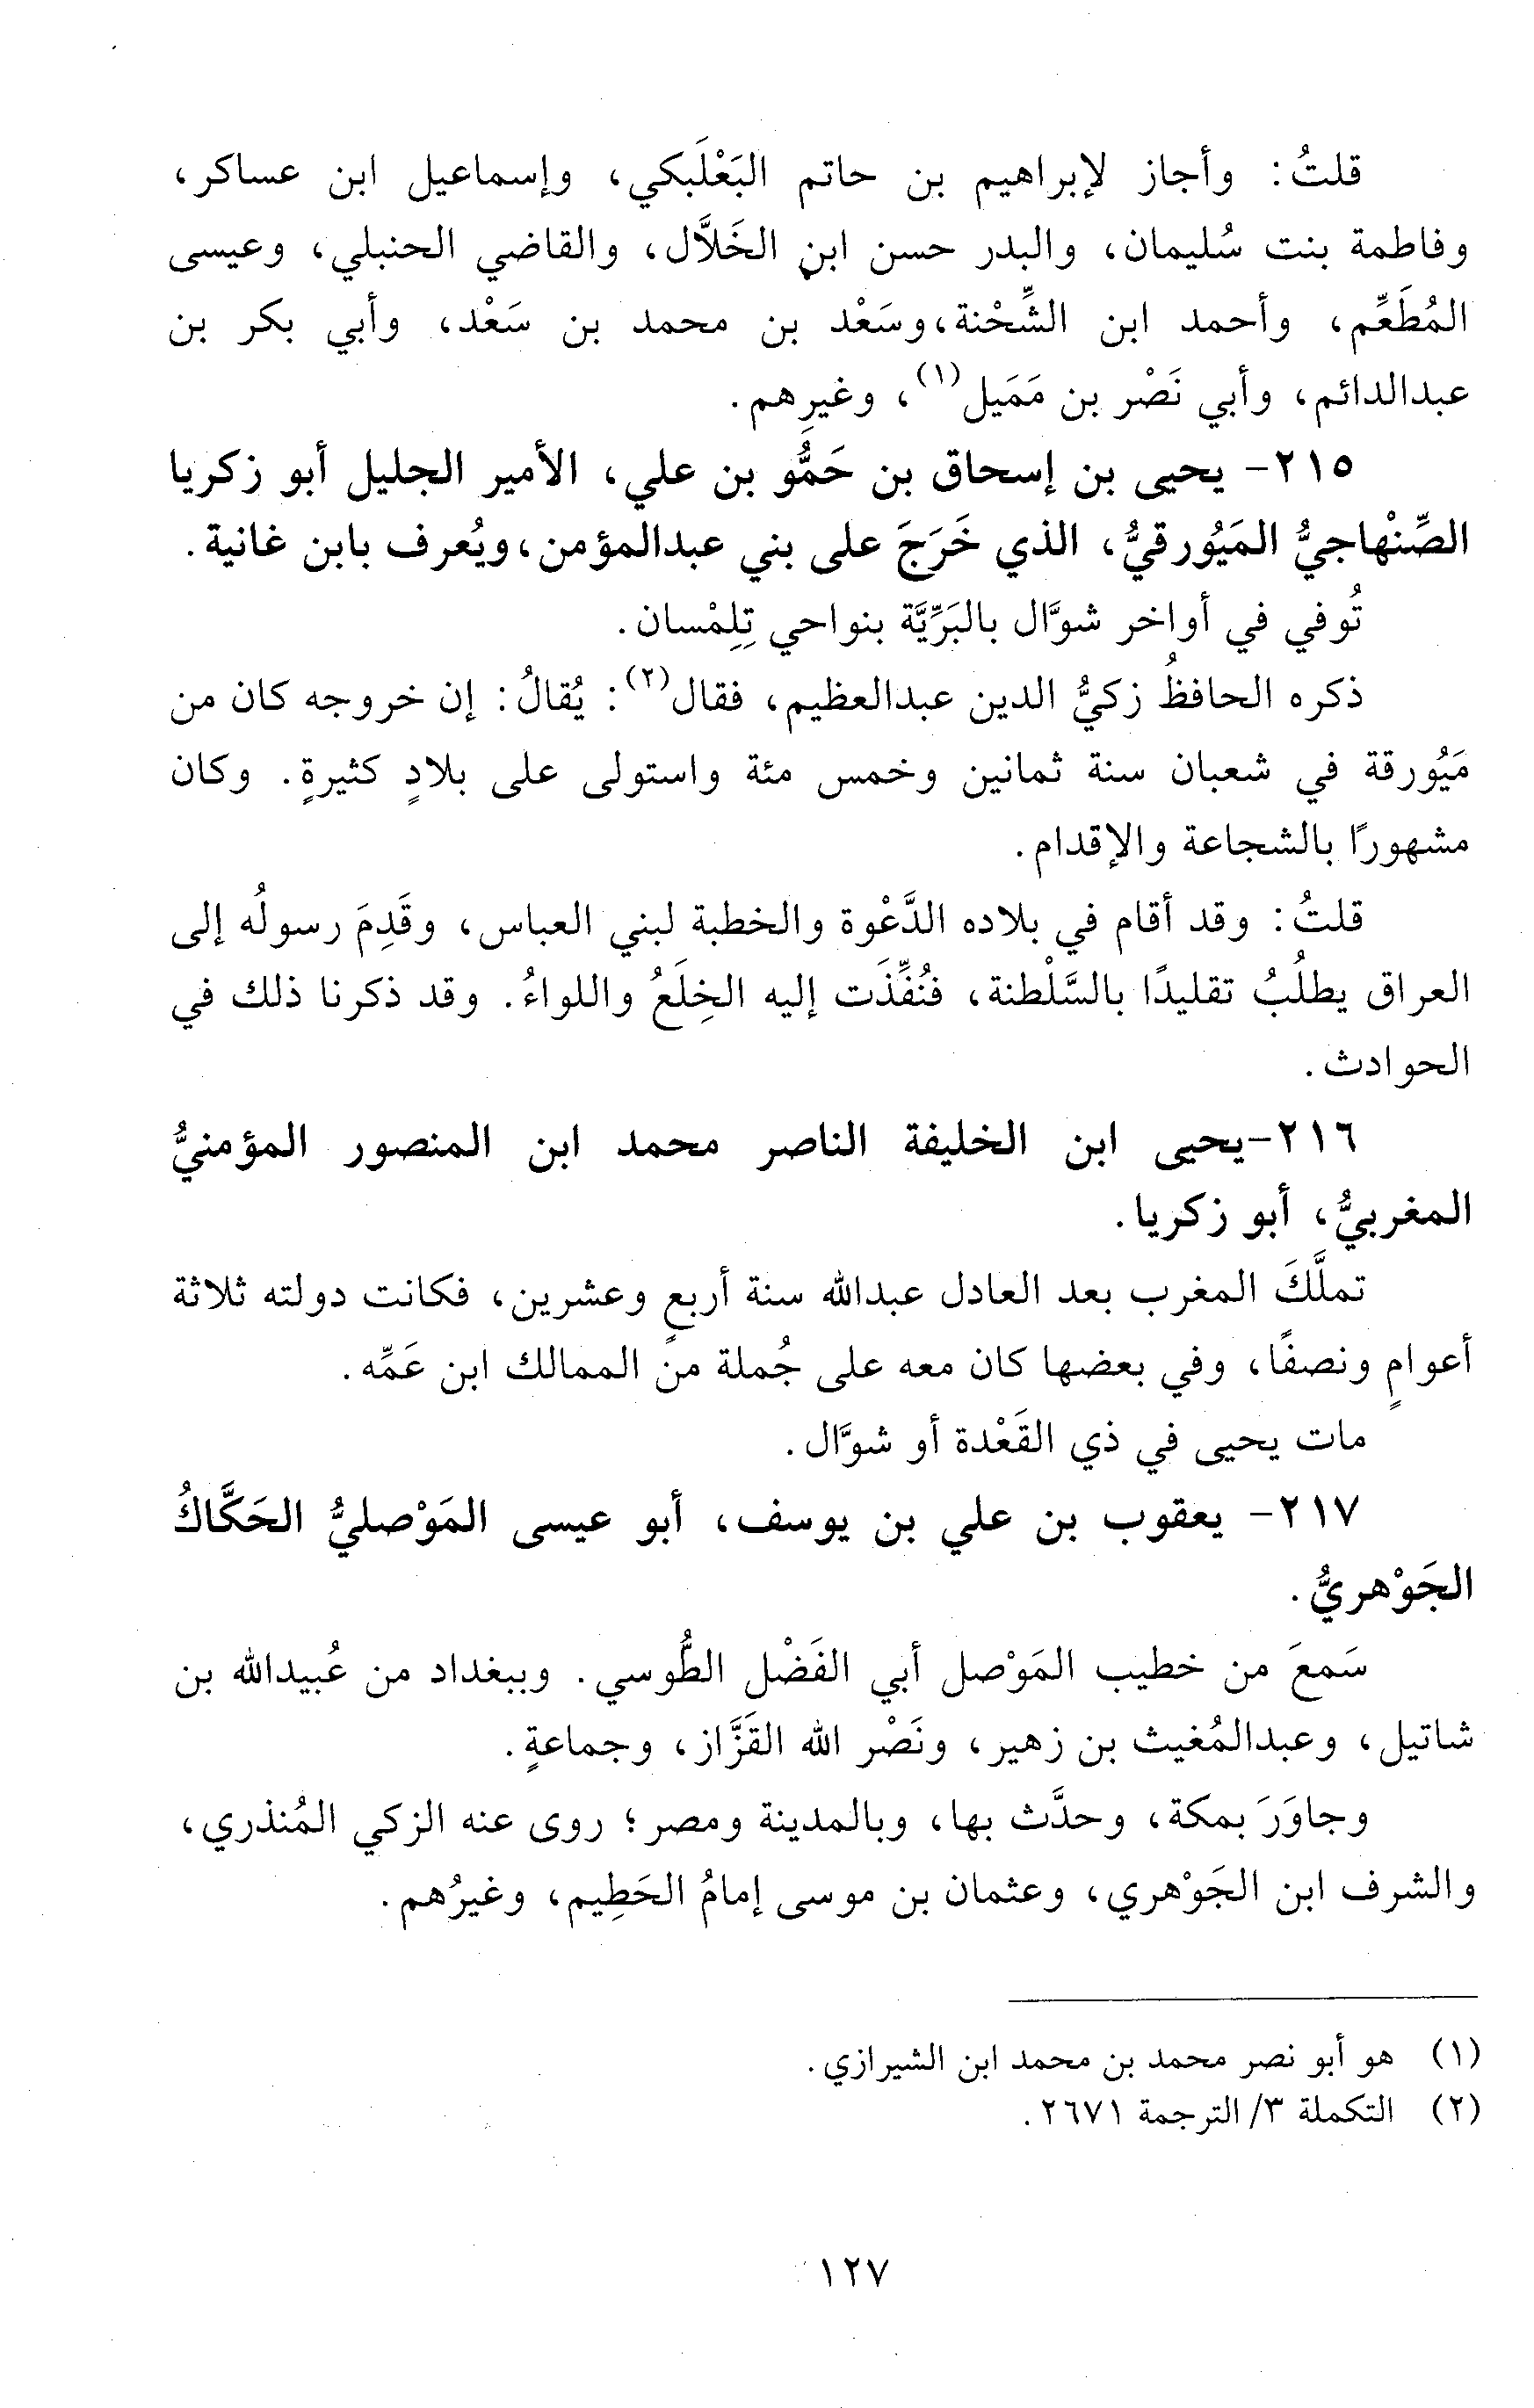 قلتُ: وأجاز لإبراهيم بن حاتم البَعْلَبكي، وإسماعيل ابن عساكر،
وفاطمة بنت سُليمان، والبدر حسن ابن الخَلاَّل، والقاضي الحنبلي، وعيسى
المُطَعِّم، وأحمد ابن الشِّحْنة،وسَعْد بن محمد بن سَعْد، وأبي بكر بن
عبدالدائم، وأبي نَصْر بن مَمَيل(١)، وغيرِهم.
٢١٥- يحيى بن إسحاق بن حَمُّو بن علي، الأمير الجليل أبو زكريا
الصِّنْهاجيُّ المَيُورقيُّ، الذي خَرَجَ على بني عبدالمؤمن،ويُعرف بابن غانية.
تُوفي في أواخر شوَّال بالبَرِّيَّة بنواحي تِلِمْسان.
ذكره الحافظُ زكيُّ الدين عبدالعظيم، فقال(٢): يُقالُ: إن خروجه كان من
مَيُورقة في شعبان سنة ثمانين وخمس مئة واستولى على بلادٍ كثيرةٍ. وكان
مشهورًا بالشجاعة والإقدام.
قلتُ: وقد أقام في بلاده الدَّعْوة والخطبة لبني العباس، وقَدِمَ رسولُه إلى
العراق يطلُبُ تقليدًا بالسَّلْطنة، فنُفِّذَت إليه الخِلَعُ واللواءُ. وقد ذكرنا ذلك في
الحوادث.
٢١٦-يحيى ابن الخليفة الناصر محمد ابن المنصور المؤمنيُّ
المغربيُّ، أبو زكريا.
تملَّكَ المغرب بعد العادل عبدالله سنة أربعٍ وعشرين، فكانت دولته ثلاثة
أعوامٍ ونصفًا، وفي بعضها كان معه على جُملة من الممالك ابن عَمِّه.
مات يحيى في ذي القَعْدة أو شوَّال.
٢١٧- يعقوب بن علي بن يوسف، أبو عيسى المَوْصليُّ الحَكَّاكُ
الجَوْهريُّ.
سَمعَ من خطيب المَوْصل أبي الفَضْل الطُّوسي. وببغداد من عُبيدالله بن
شاتيل، وعبدالمُغيث بن زهير، ونَصْر الله القَزَّاز، وجماعةٍ.
وجاوَرَ بمكة، وحدَّث بها، وبالمدينة ومصر؛ روى عنه الزكي المُنذري،
والشرف ابن الجَوْهري، وعثمان بن موسى إمامُ الحَطِيم، وغيرُهم.
(١) هو أبو نصر محمد بن محمد ابن الشيرازي.
(٢) التكملة ٣/ الترجمة ٢٦٧١.
١٢٧